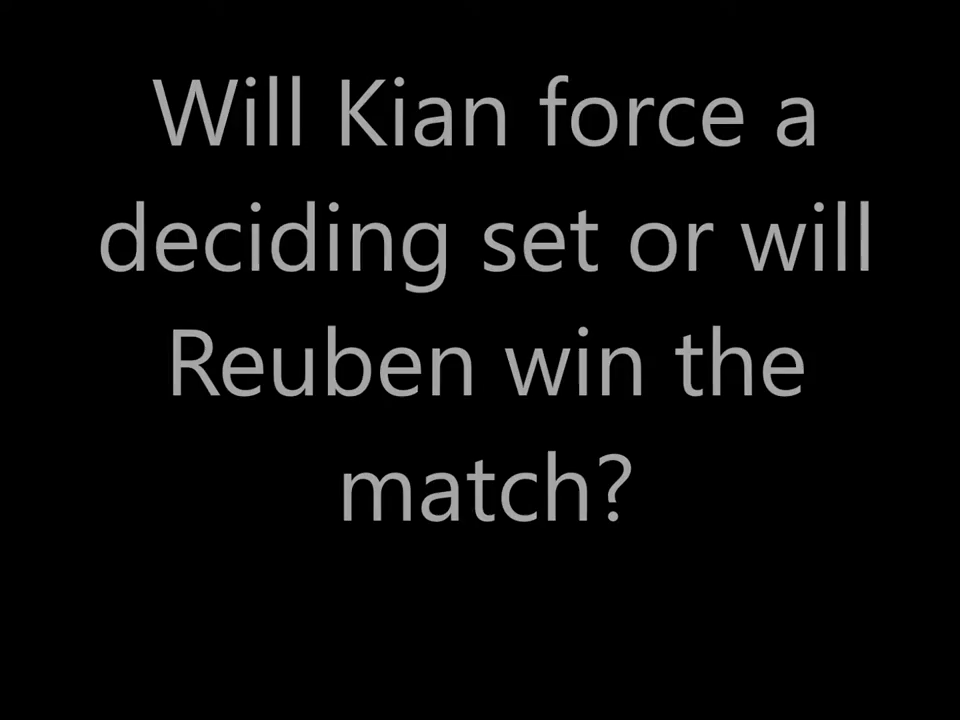 Will Kian force a
deciding set or will
Reuben win the
match?